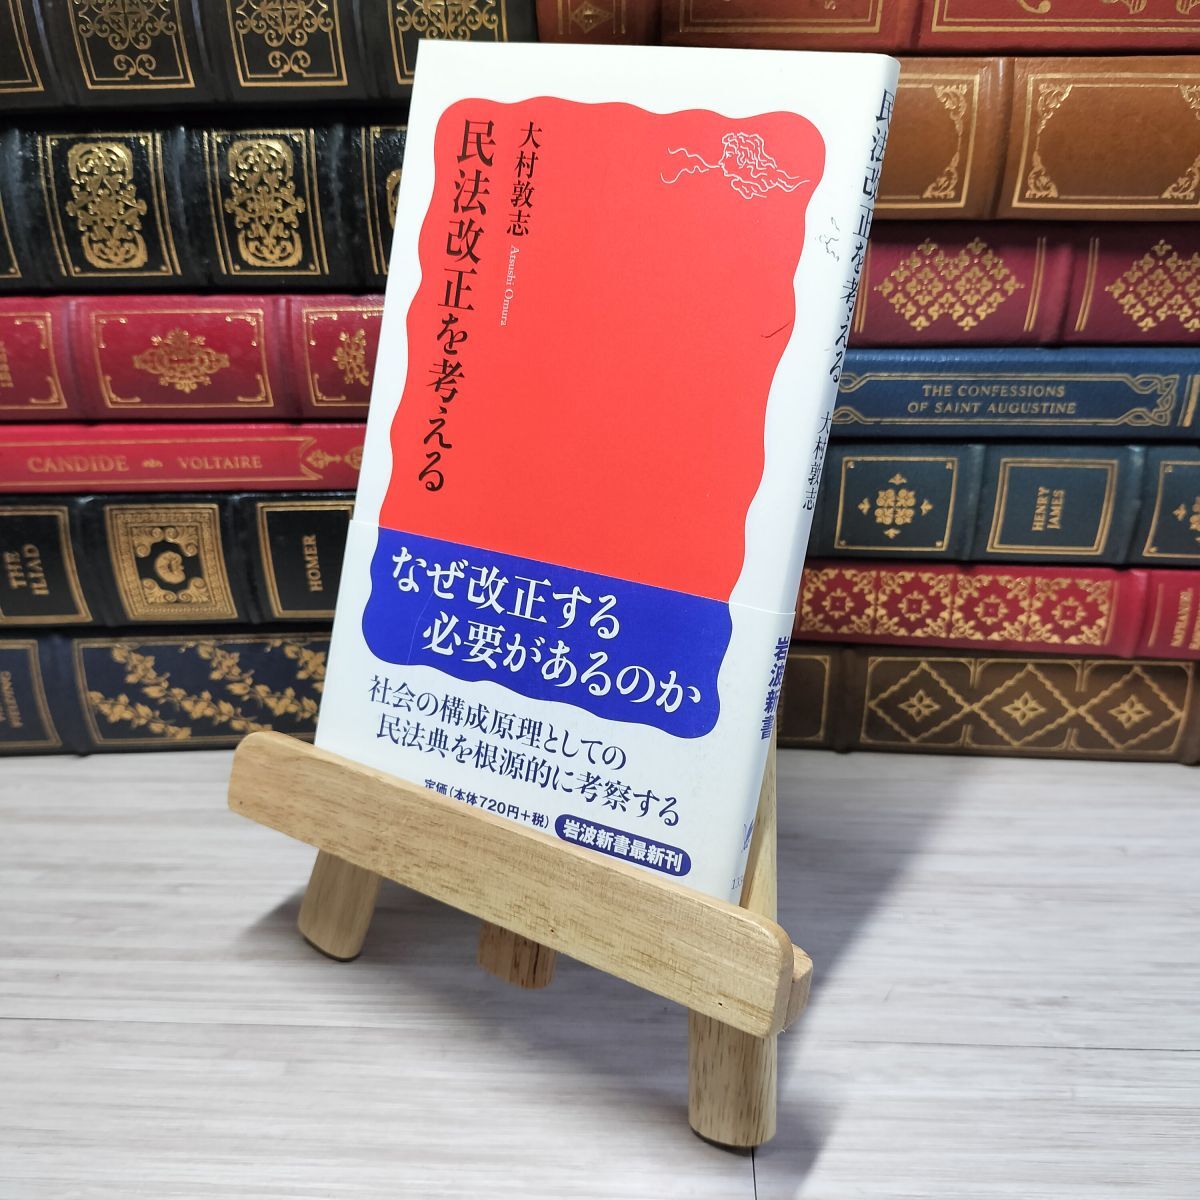 民法改正を考える
大村敦志
Atsushi Omura
なぜ改正する
必要があるのか
社会の構成原理としての
民法典を根源的に考察する
定価(本体720円+税)
岩波新書最新刊
民法改正を考える
大村敦志
岩波新書
CANDIDE
VOLTAIRE
THE
ILIAD
HOMER
THE CONFESSIONS
OF SAINT AUGUSTINE
HENRY
JAMES